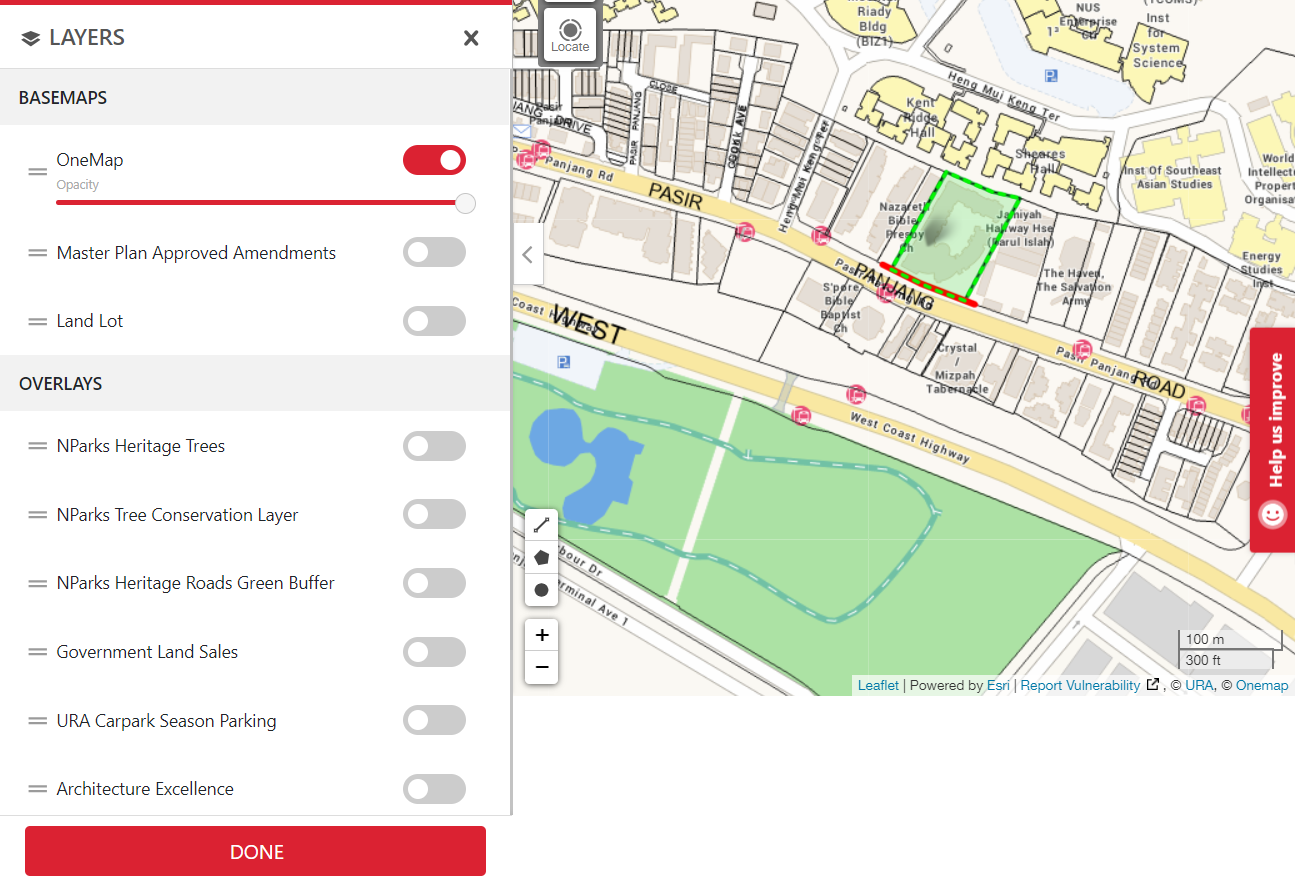 LAYERS
BASEMAPS
OneMap
Opacity
Master Plan Approved Amendments
Land Lot
OVERLAYS
NParks Heritage Trees
NParks Tree Conservation Layer
NParks Heritage Roads Green Buffer
Government Land Sales
URA Carpark Season Parking
Architecture Excellence
DONE
Locate
Riady
Bldg
(BIZ1)
NUS
Enterprise
1³
Inst
for
System
Science
Heng Mui Keng Ter
Kent
Ridge
Hall
Sheares
Hall
Inst Of Southeast
Asian Studies
World
Intellect
Propert
Organisa
CLOSE
PANJANG
PASIR
DRIVE
COOK AVE
Heng Mui Keng Ter
Panjang Rd
PASIR
Nazareth
Bible
Presby
Ch
Jamiyah
Halfway Hse
(Darul Islah)
PANJANG
The Haven,
The Salvation
Army
Energy
Studies
Inst
S'pore
Bible
Baptist
Ch
Coast Highway
WEST
Crystal
/
Mizpah
Tabernacle
Pasir Panjang Rd
ROAD
West Coast Highway
bour Dr
erminal Ave 1
Help us improve
+
−
100 m
300 ft
Leaflet | Powered by Esri | Report Vulnerability , © URA, © Onemap